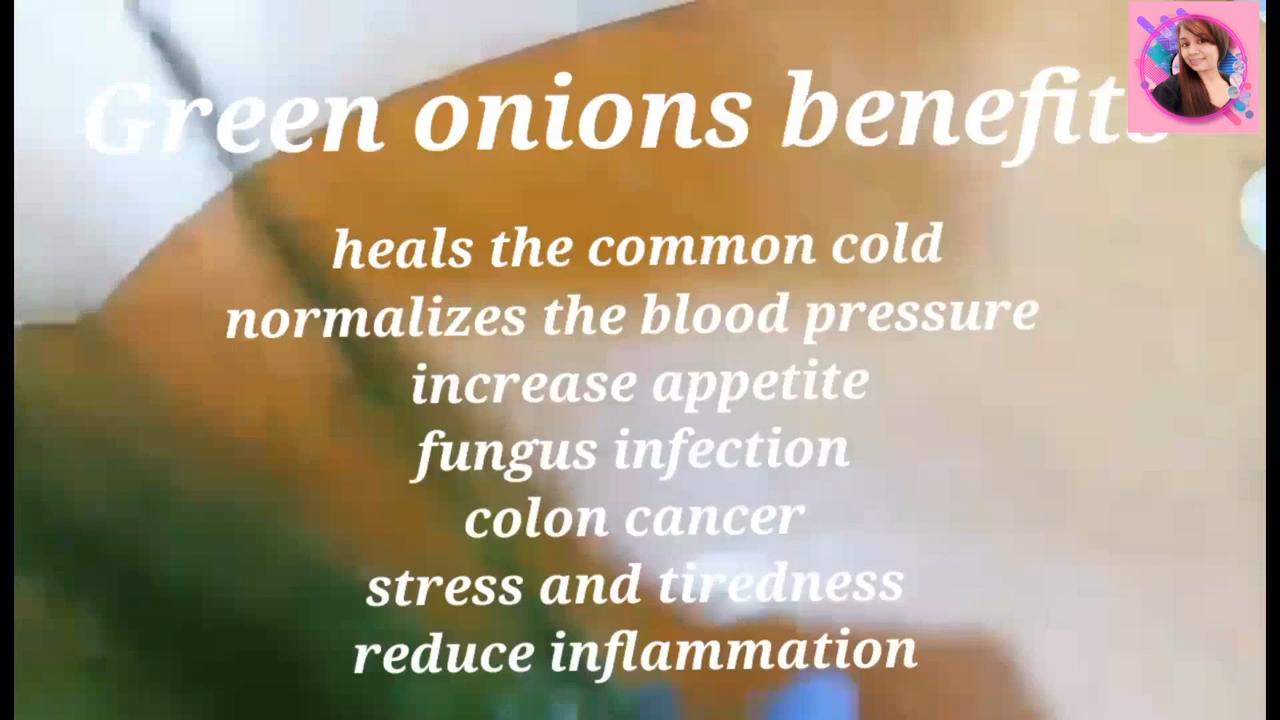 Green onions benefits
heals the common cold
normalizes the blood pressure
increase appetite
fungus infection
colon cancer
stress and tiredness
reduce inflammation